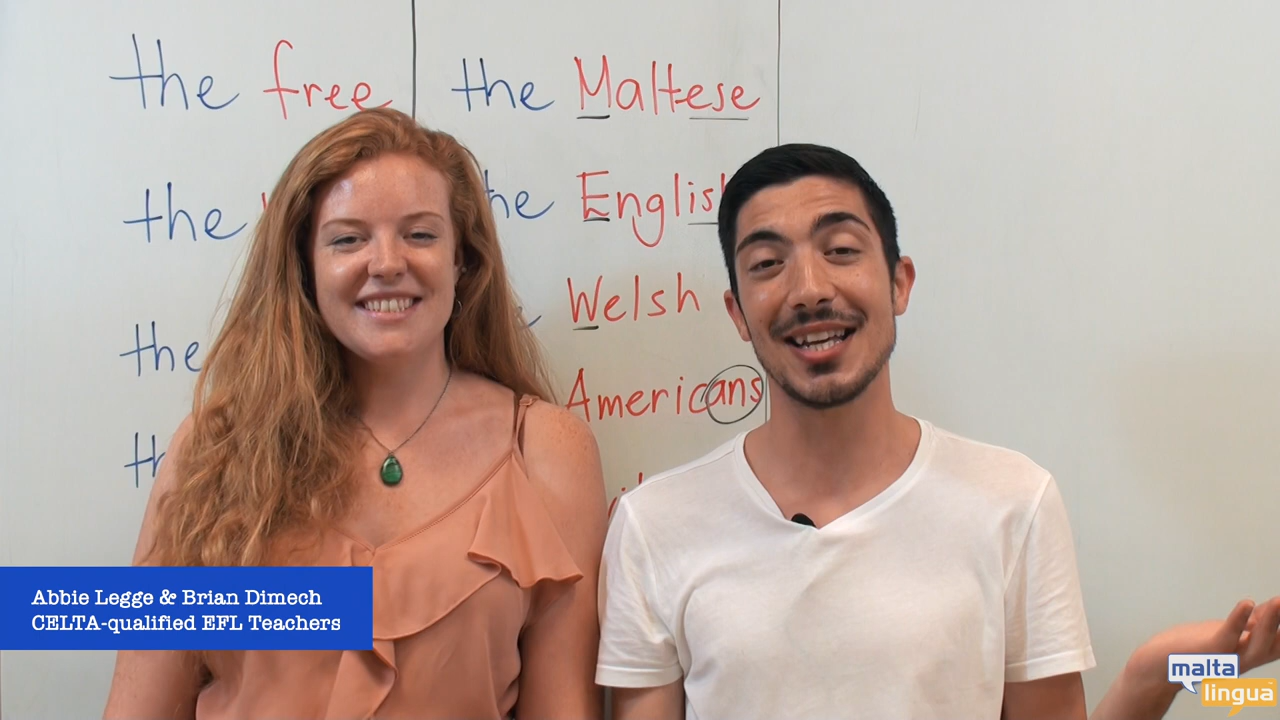 the free
the
the
the Maltese
the English
Welsh
Americans
Abbie Legge & Brian Dimech
CELTA-qualified EFL Teachers
malta
lingua